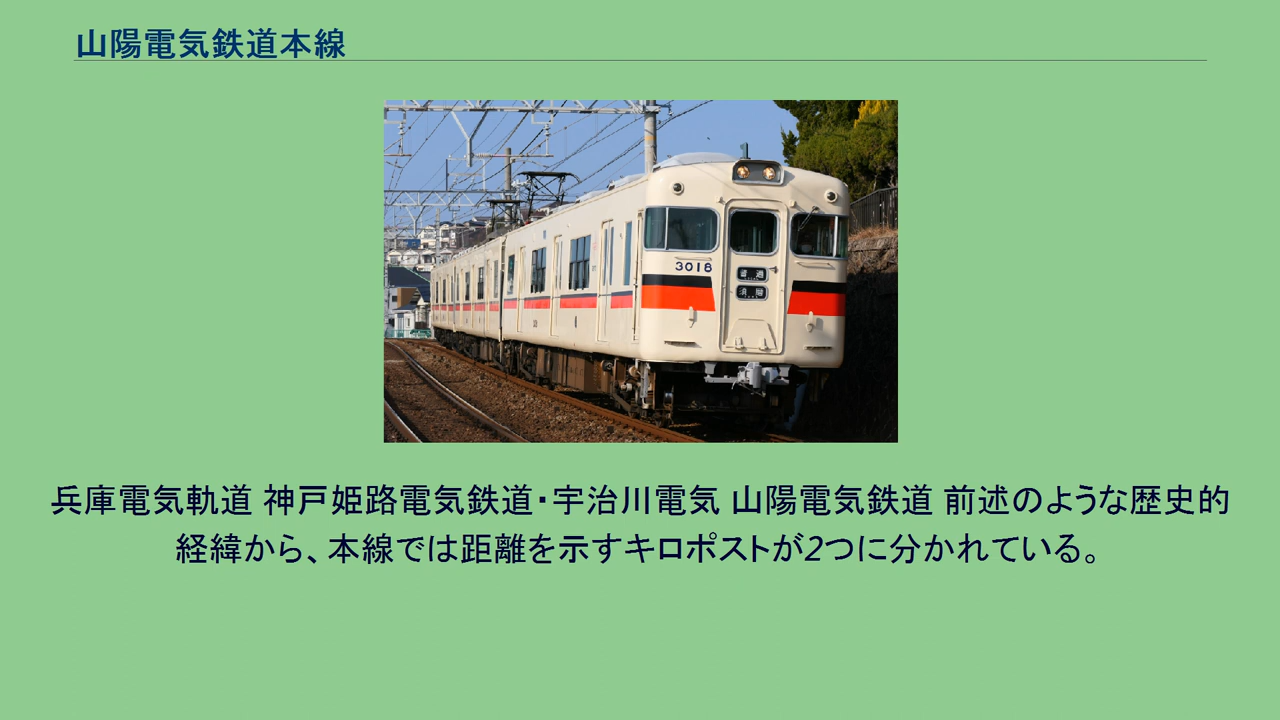 山陽電気鉄道本線
3018
普通
兵庫電気軌道 神戸姫路電気鉄道・宇治川電気 山陽電気鉄道 前述のような歴史的
経緯から、本線では距離を示すキロポストが2つに分かれている。